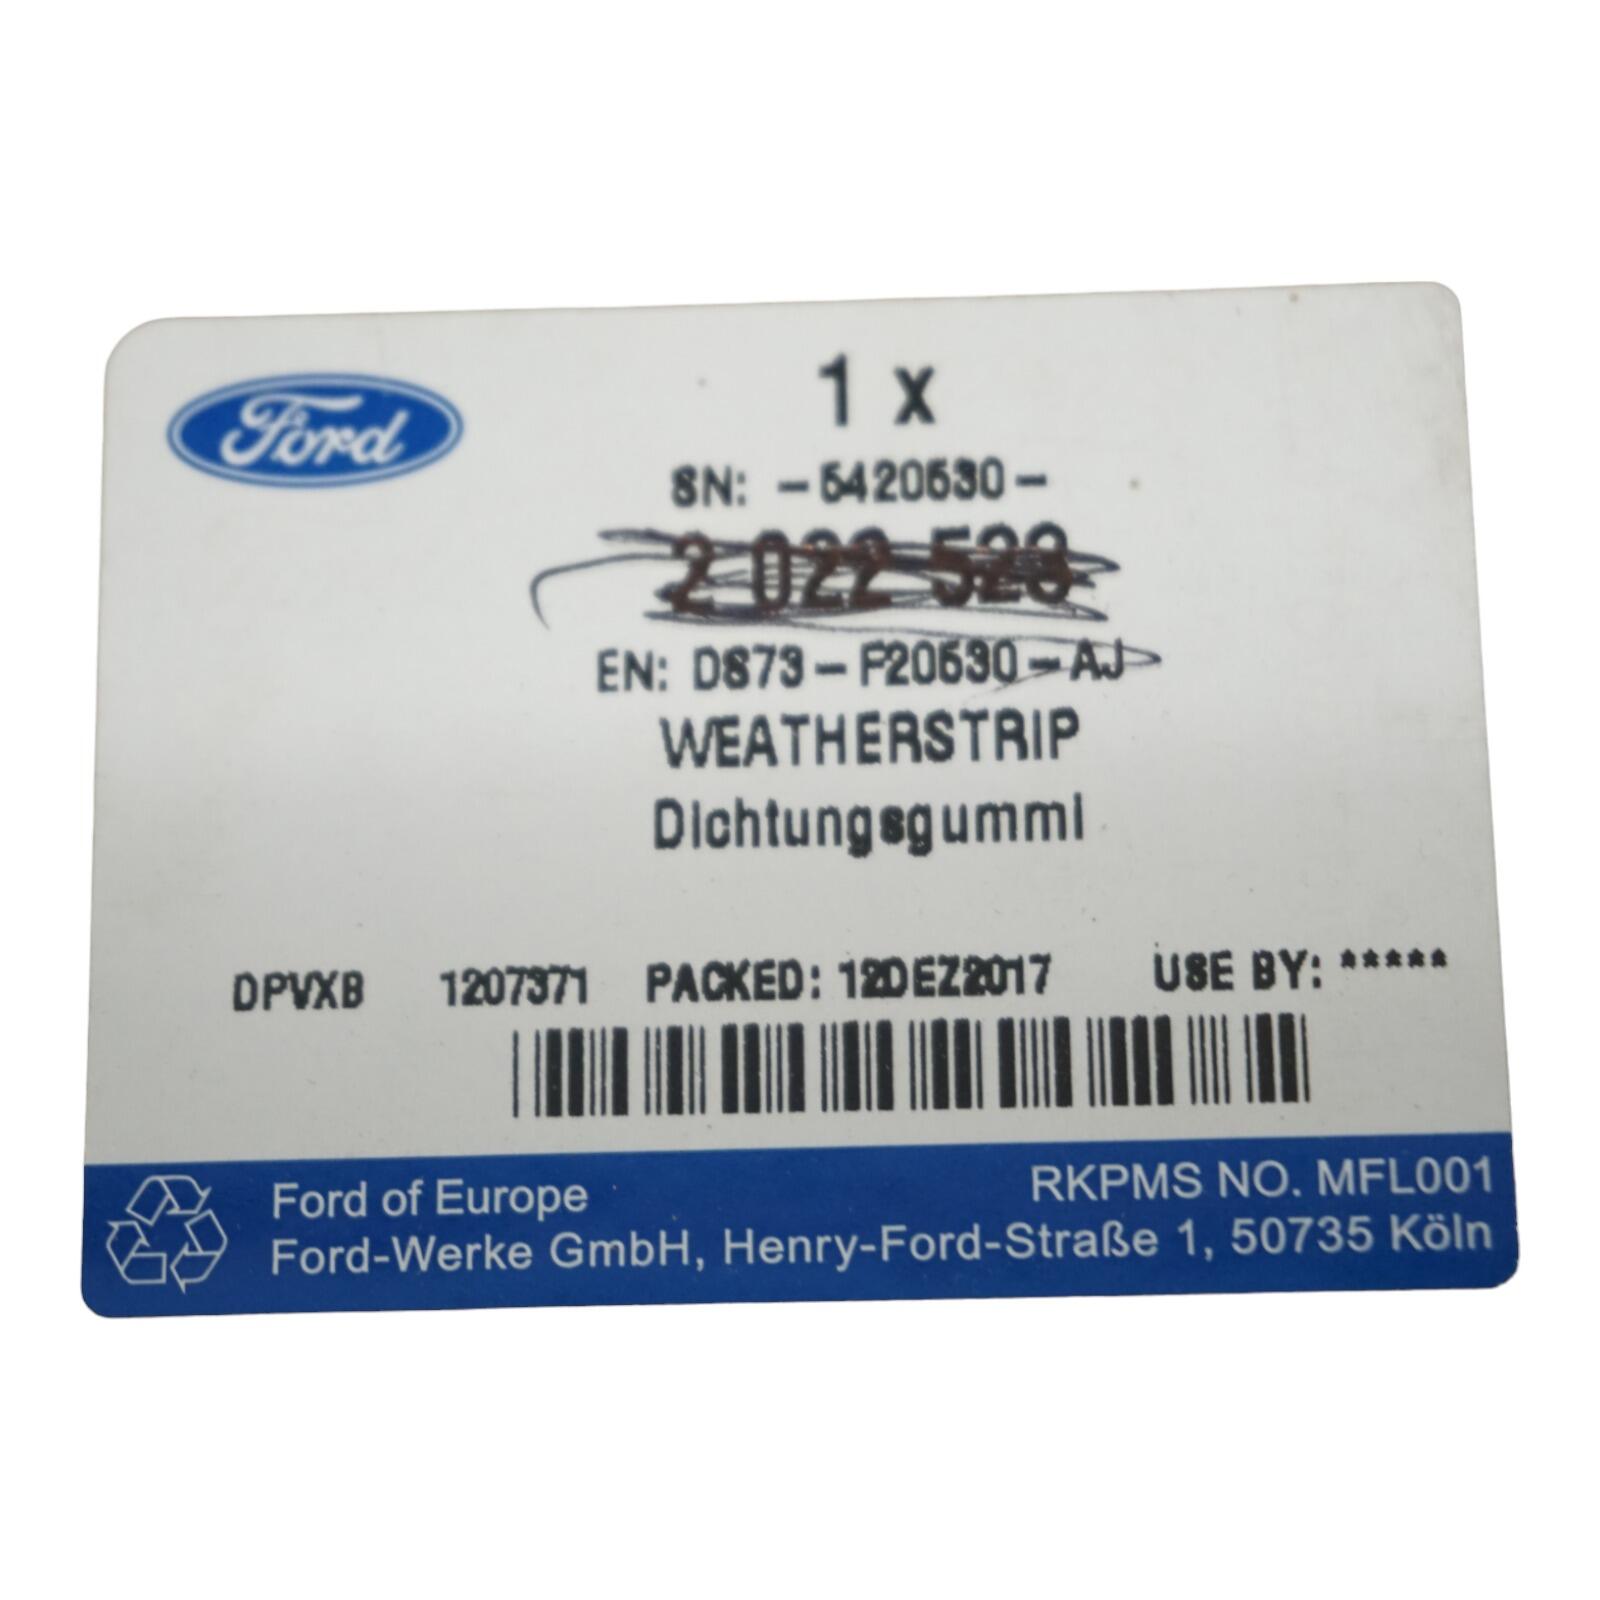 Ford
1 x
SN: -5420530-
2 022 528
EN: DS73-F20530-AJ
WEATHERSTRIP
Dichtungsgummi
DPVXB 1207371 PACKED: 12DEZ2017 USE BY: *****
RKPMS NO. MFL001
Ford of Europe
Ford-Werke GmbH, Henry-Ford-Straße 1, 50735 Köln